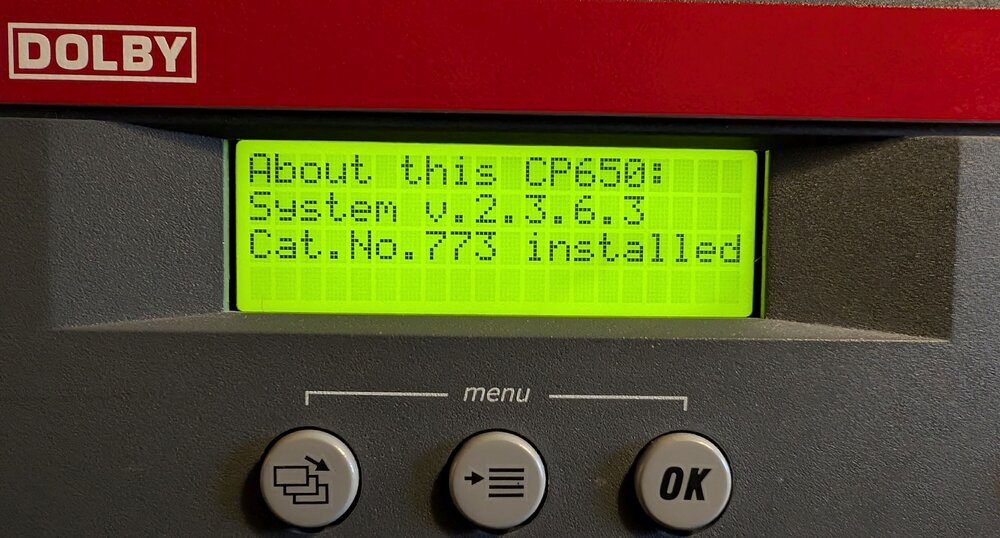 DOLBY
About this CP650:
System v.2.3.6.3
Cat.No.773 installed
menu
OK